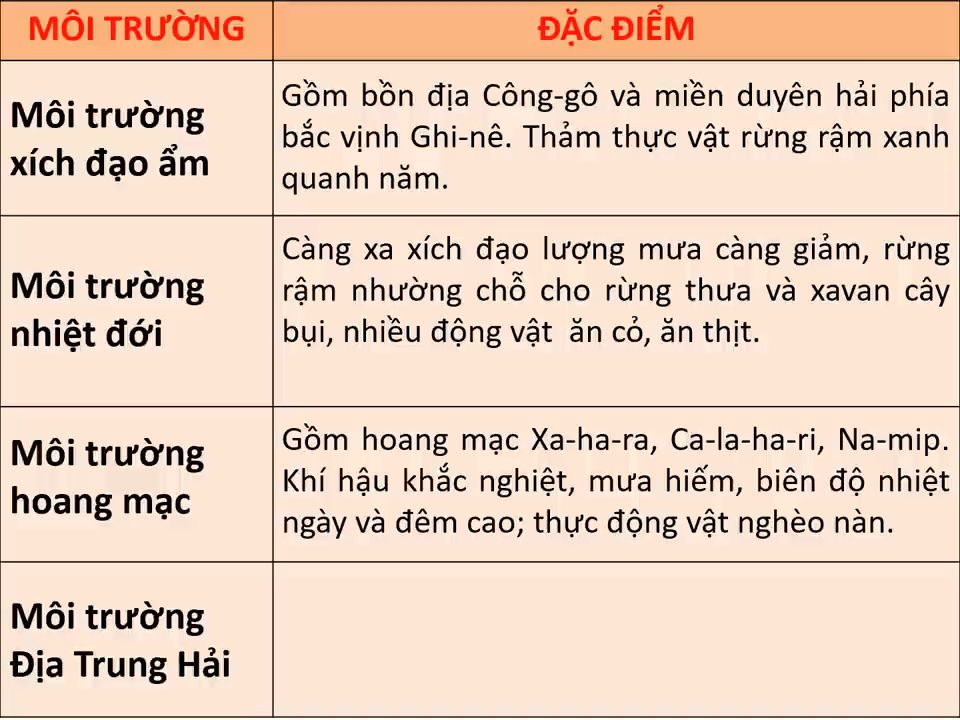 MÔI TRƯỜNG
ĐẶC ĐIỂM
Môi trường
xích đạo ẩm
Gồm bồn địa Công-gô và miền duyên hải phía
bắc vịnh Ghi-nê. Thảm thực vật rừng rậm xanh
quanh năm.
Môi trường
nhiệt đới
Càng xa xích đạo lượng mưa càng giảm, rừng
rậm nhường chỗ cho rừng thưa và xavan cây
bụi, nhiều động vật ăn cỏ, ăn thịt.
Môi trường
hoang mạc
Gồm hoang mạc Xa-ha-ra, Ca-la-ha-ri, Na-mip.
Khí hậu khắc nghiệt, mưa hiếm, biên độ nhiệt
ngày và đêm cao; thực động vật nghèo nàn.
Môi trường
Địa Trung Hải